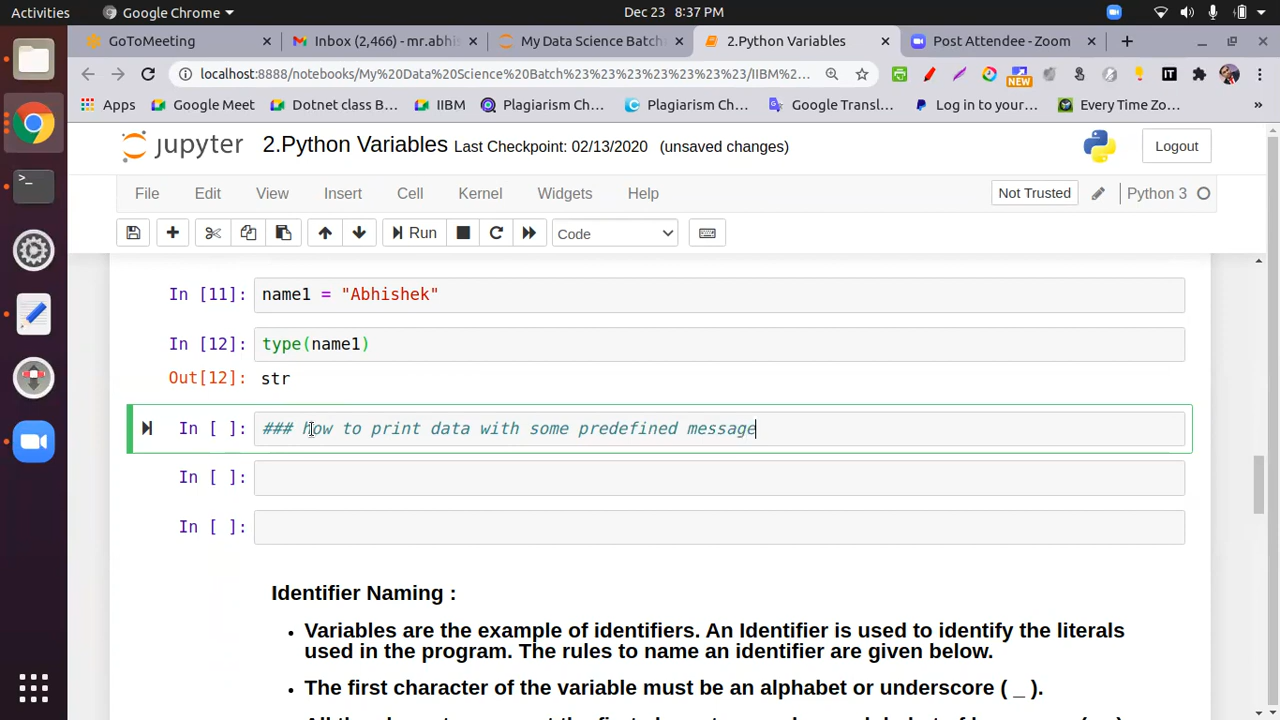 Activities Google Chrome Dec 23 8:37 PM
GoToMeeting Inbox (2,466) - mr.abhis My Data Science Batch 2.Python Variables Post Attendee - Zoom
localhost:8888/notebooks/My%20Data%20Science%20Batch%23%23%23%23%23%23%23/IIBM%2... NEW IT
Apps Google Meet Dotnet class B... IIBM Plagiarism Ch... Plagiarism Ch... Google Transl... Log in to your... Every Time Zo... »
jupyter 2.Python Variables Last Checkpoint: 02/13/2020 (unsaved changes) Logout
File Edit View Insert Cell Kernel Widgets Help Not Trusted Python 3
Run Code
In [11]: name1 = "Abhishek"
In [12]: type(name1)
Out[12]: str
In [ ]: ### how to print data with some predefined message
In [ ]:
In [ ]:
Identifier Naming :
• Variables are the example of identifiers. An Identifier is used to identify the literals
used in the program. The rules to name an identifier are given below.
• The first character of the variable must be an alphabet or underscore ( _ ).